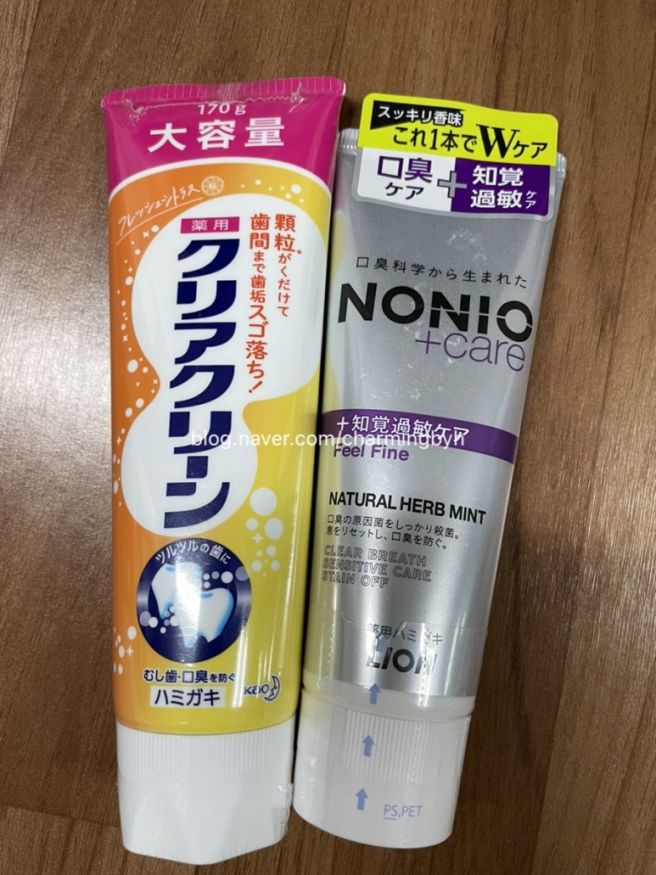 170g
大容量
フレッシュシトラス
薬用
クリアクリーン
顆粒*がくだけて
歯間まで歯垢スゴ落ち!
ツルツルの歯に
むし歯・口臭を防ぐ
ハミガキ
Kao
スッキリ香味
これ1本でWケア
口臭ケア+知覚過敏ケア
口臭科学から生まれた
NONIO
+care
+知覚過敏ケア
Feel Fine
NATURAL HERB MINT
口臭の原因菌をしっかり殺菌。
息をリセットし、口臭を防ぐ。
CLEAR BREATH
SENSITIVE CARE
STAIN OFF
薬用ハミガキ
LION
PS,PET
blog.naver.com/charmingbyh